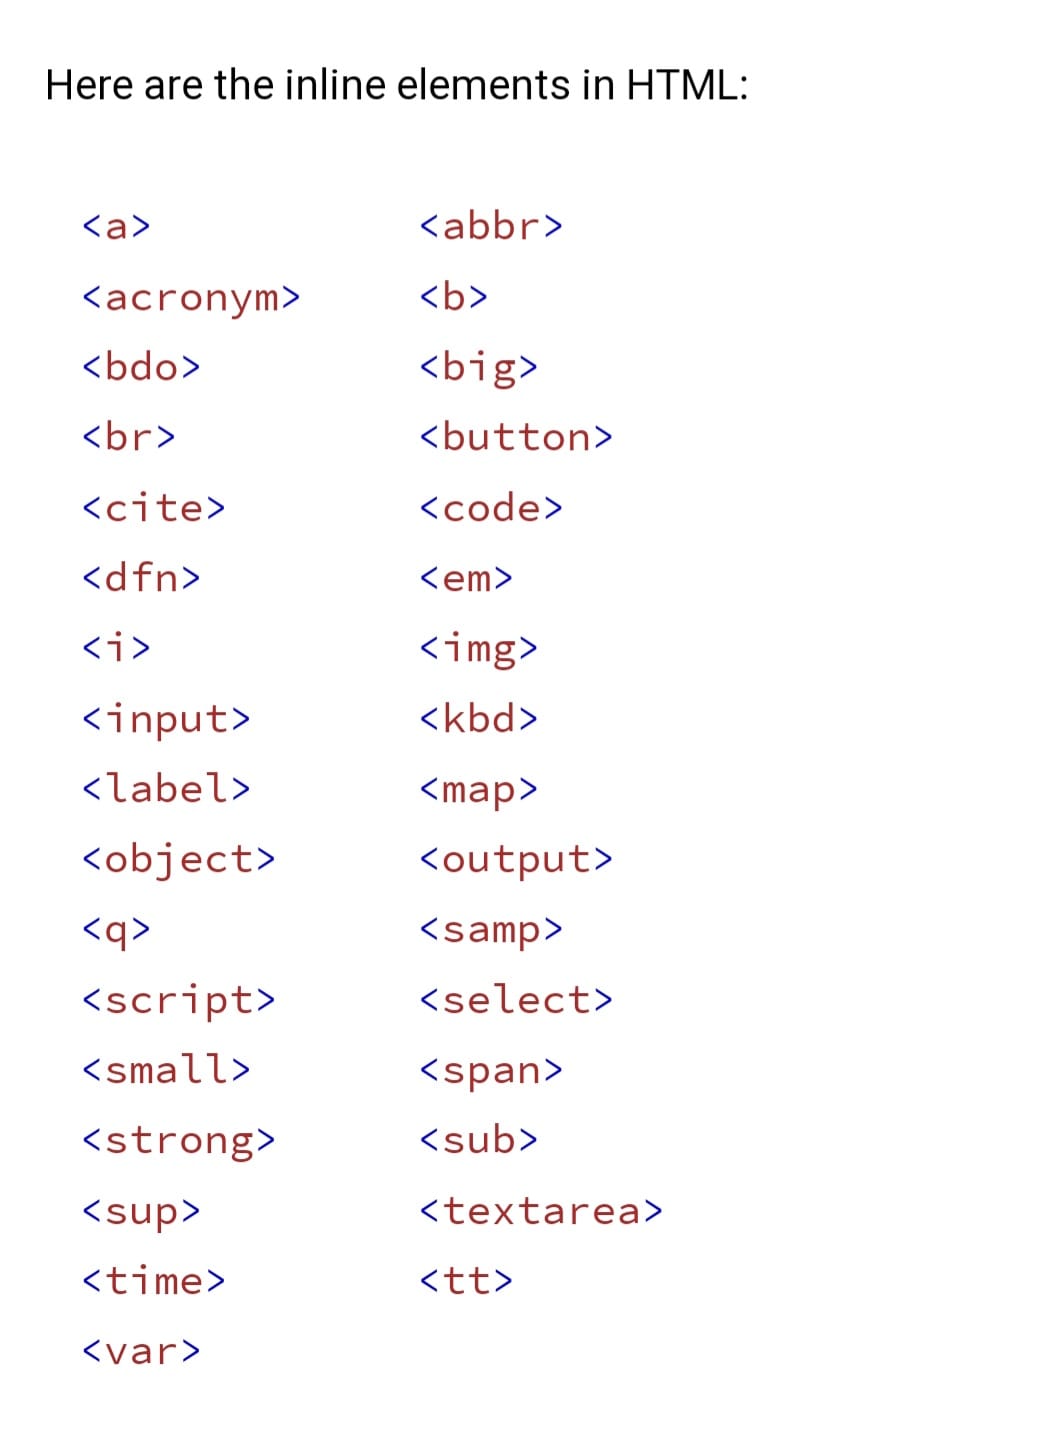 Here are the inline elements in HTML:
<a> <abbr>
<acronym> <b>
<bdo> <big>
<br> <button>
<cite> <code>
<dfn> <em>
<i> <img>
<input> <kbd>
<label> <map>
<object> <output>
<q> <samp>
<script> <select>
<small> <span>
<strong> <sub>
<sup> <textarea>
<time> <tt>
<var>